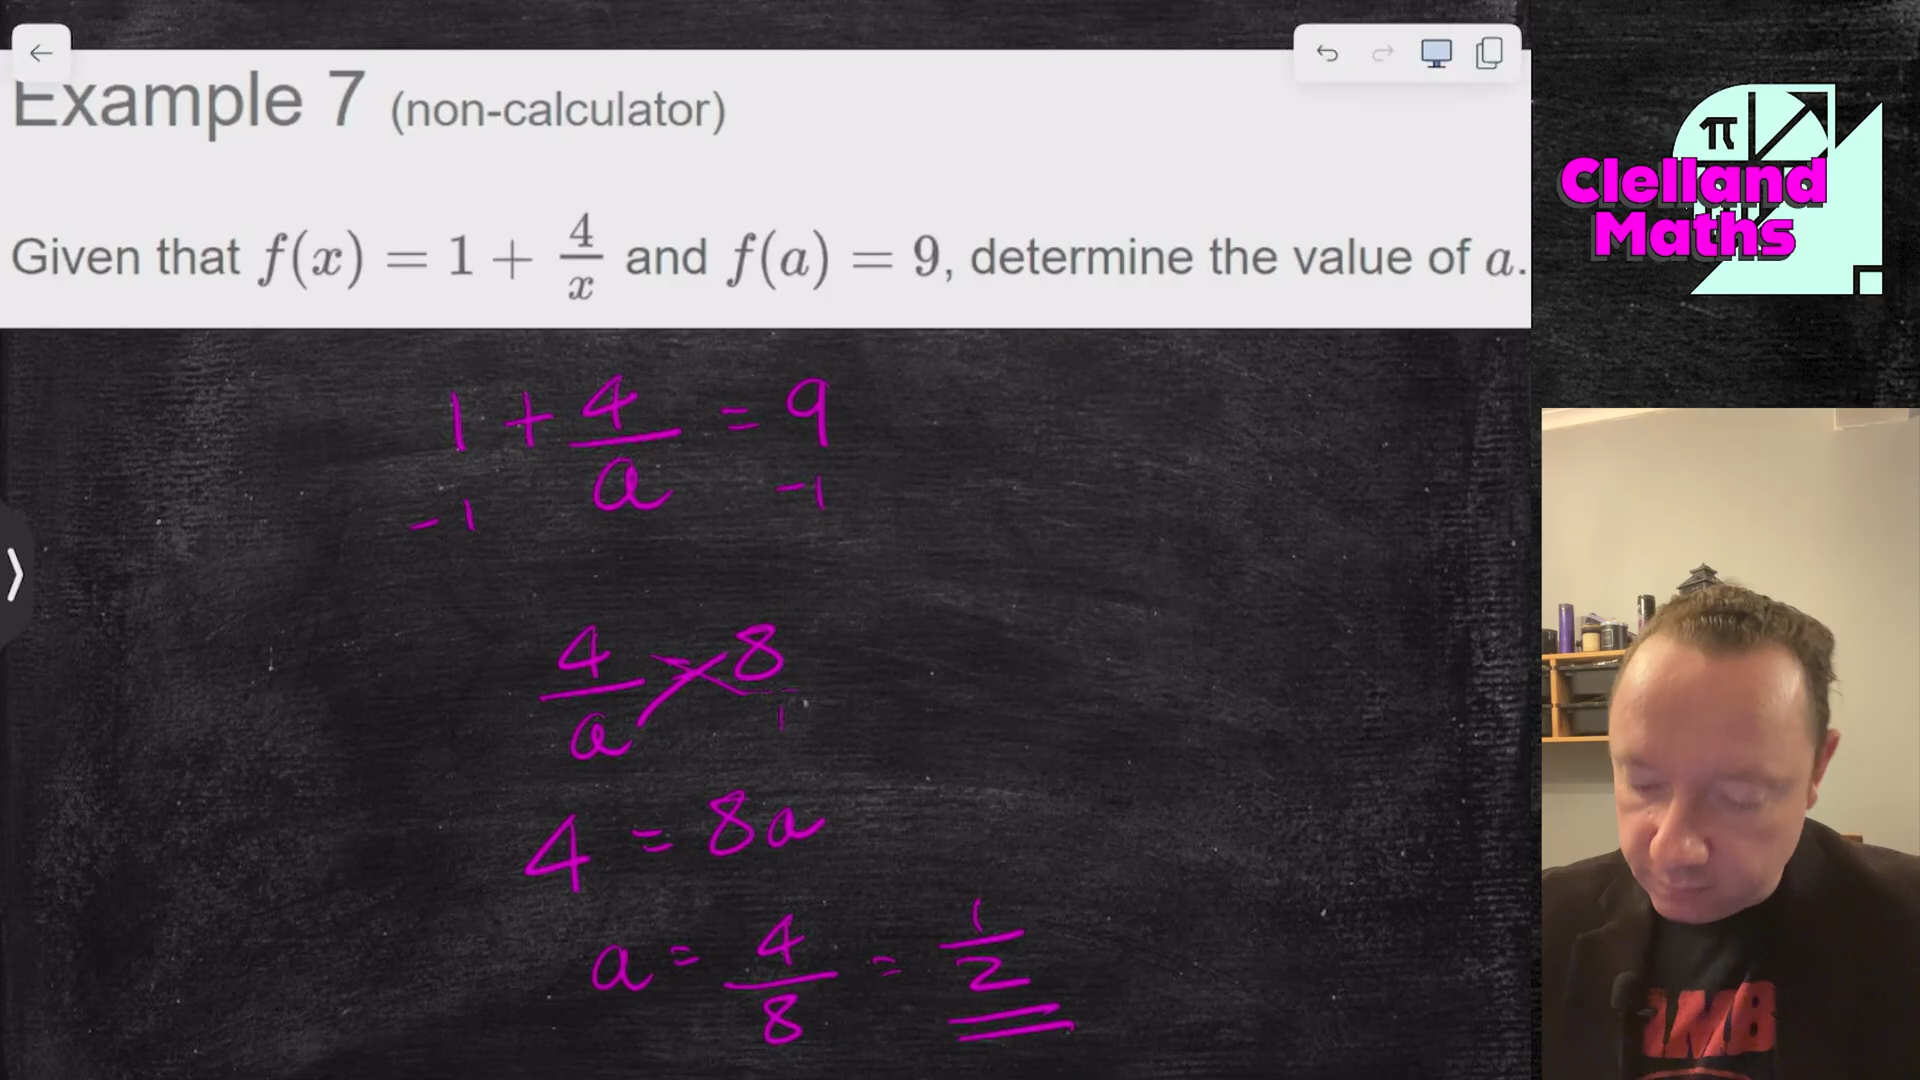 Example 7 (non-calculator)
Given that f(x) = 1 + 4/x and f(a) = 9, determine the value of a.
1 + 4/a = 9
-1 -1
4/a 8/1
4 = 8a
a = 4/8 = 1/2
π
Clelland
Maths